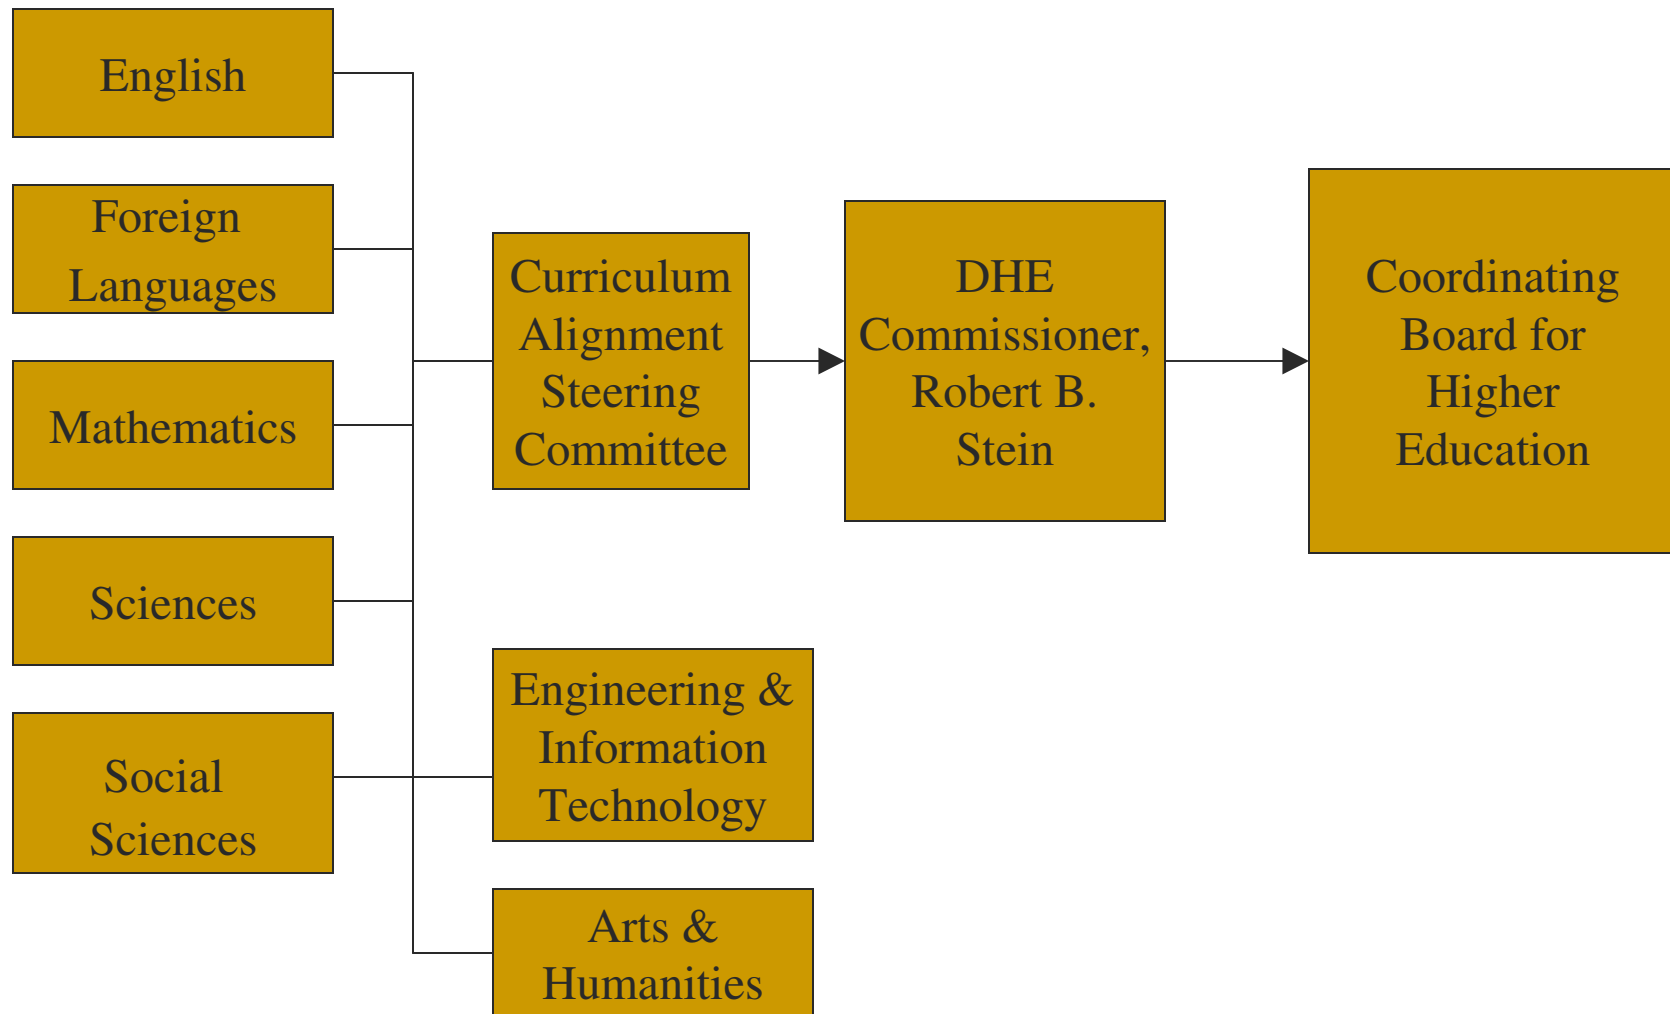 English
Foreign
Languages
Mathematics
Sciences
Social
Sciences
Curriculum
Alignment
Steering
Committee
Engineering &
Information
Technology
Arts &
Humanities
DHE
Commissioner,
Robert B.
Stein
Coordinating
Board for
Higher
Education